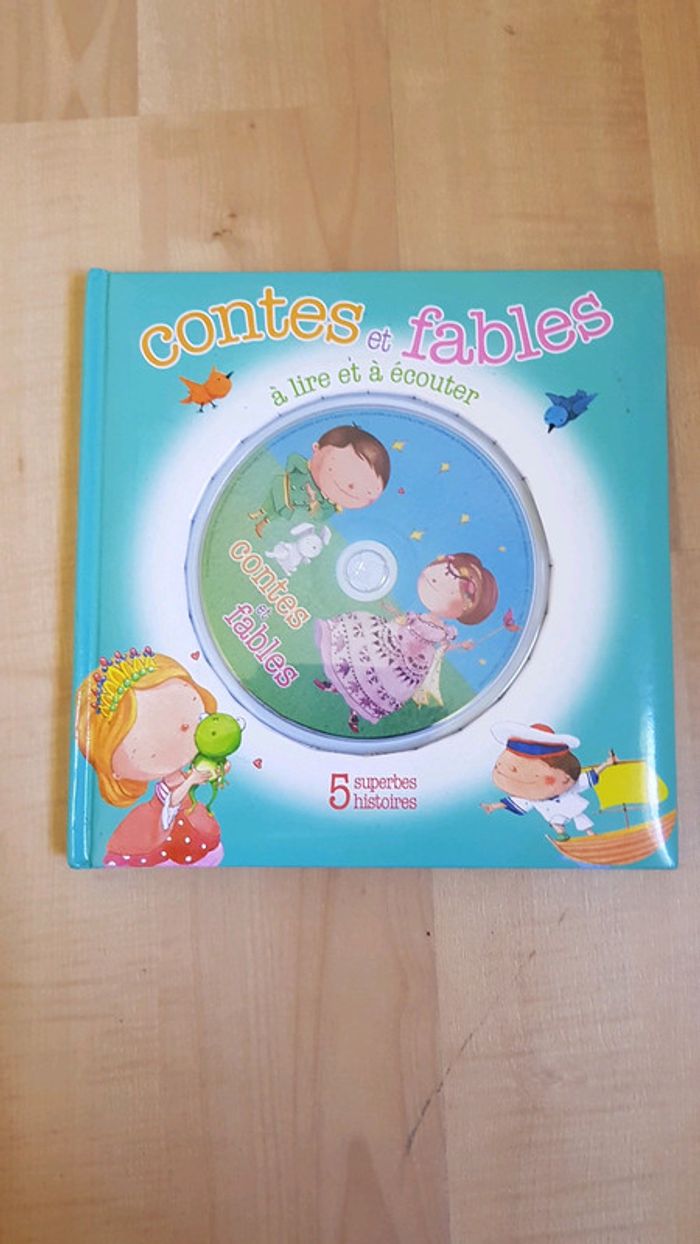 contes et fables
à lire et à écouter
contes
et
fables
5 superbes
histoires